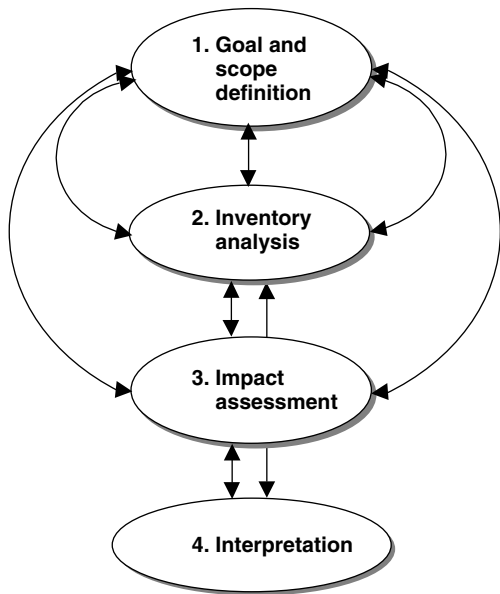 1. Goal and
scope
definition
2. Inventory
analysis
3. Impact
assessment
4. Interpretation